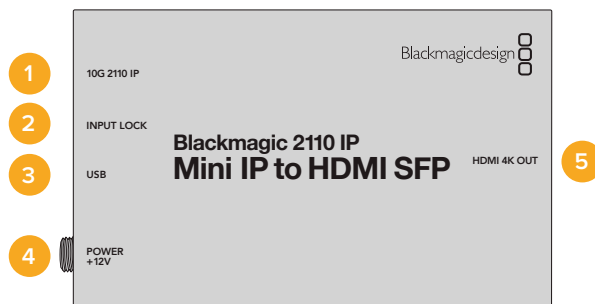 1
10G 2110 IP
Blackmagicdesign
2
INPUT LOCK
Blackmagic 2110 IP
Mini IP to HDMI SFP
3
USB
HDMI 4K OUT
5
4
POWER
+12V